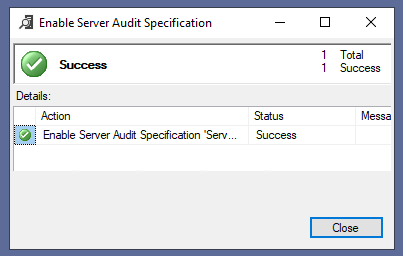 Enable Server Audit Specification
Success
1 Total
1 Success
Details:
Action Status Messa
Enable Server Audit Specification 'Serv... Success
Close